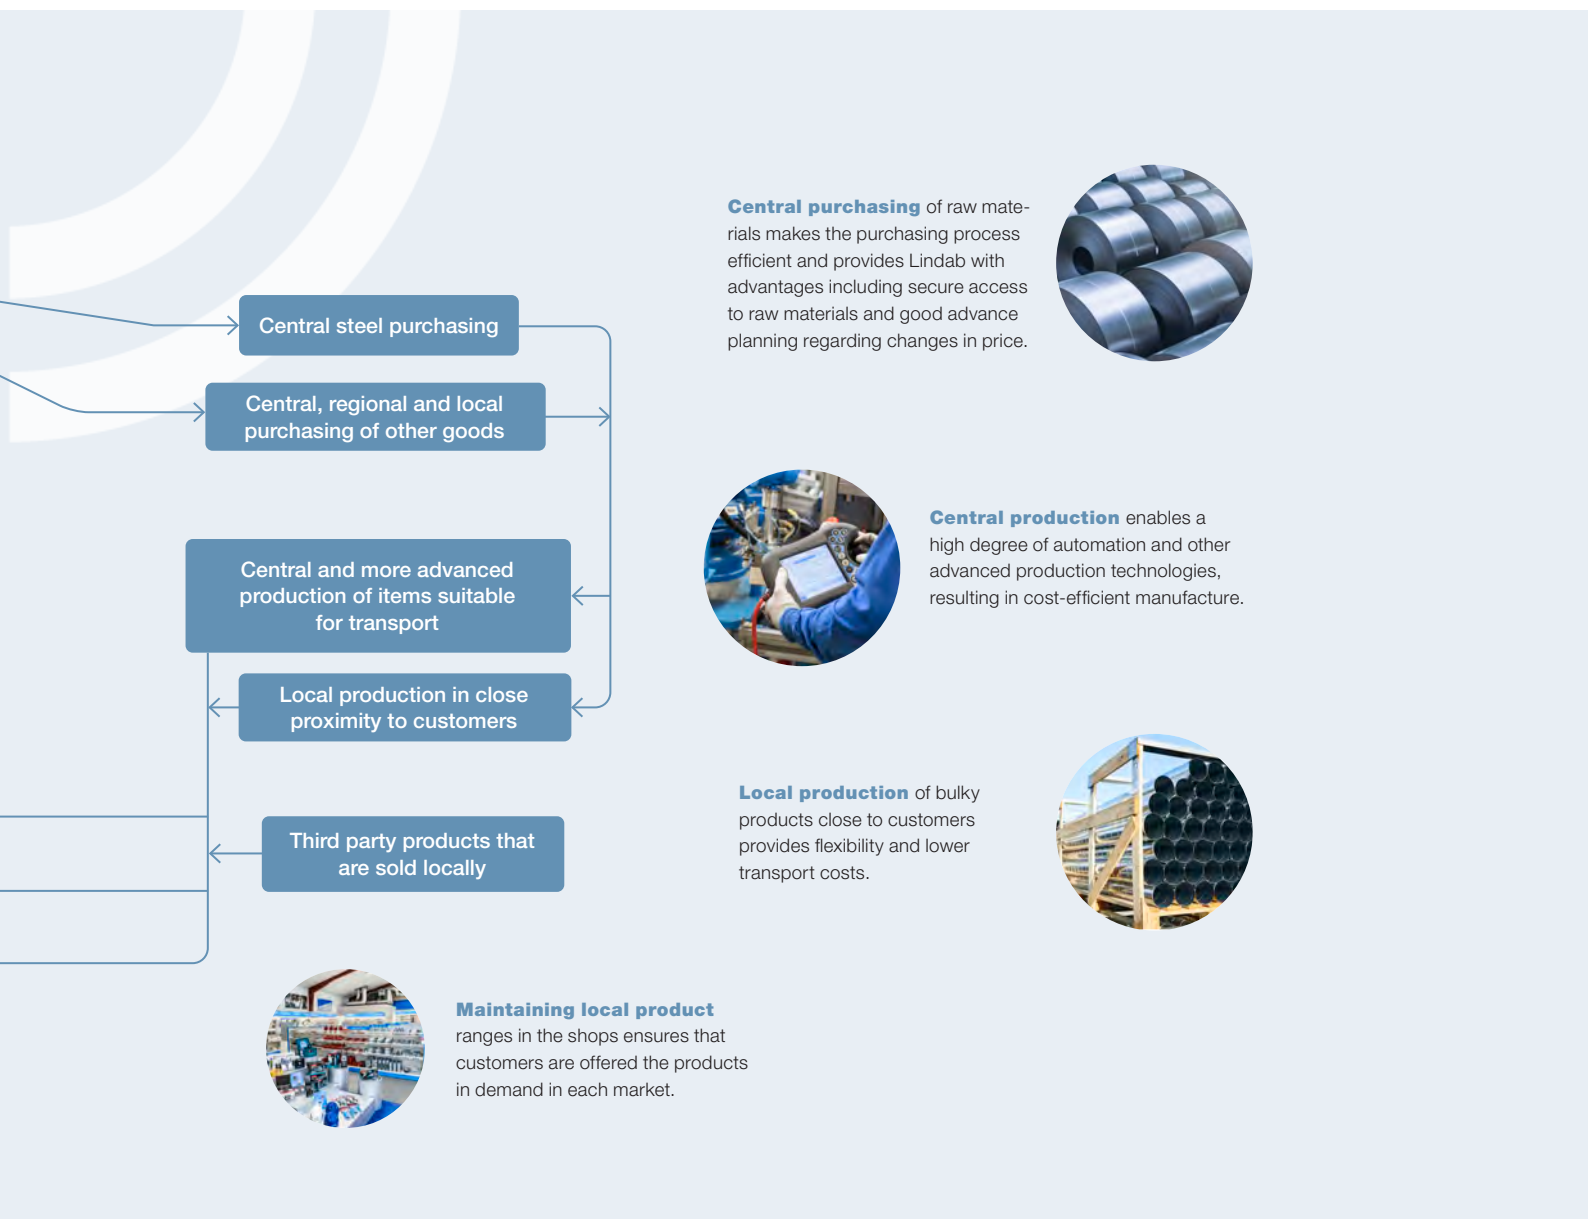 Central purchasing of raw mate-
rials makes the purchasing process
efficient and provides Lindab with
advantages including secure access
to raw materials and good advance
planning regarding changes in price.
Central steel purchasing
Central, regional and local
purchasing of other goods
Central production enables a
high degree of automation and other
advanced production technologies,
resulting in cost-efficient manufacture.
Central and more advanced
production of items suitable
for transport
Local production in close
proximity to customers
Local production of bulky
products close to customers
provides flexibility and lower
transport costs.
Third party products that
are sold locally
Maintaining local product
ranges in the shops ensures that
customers are offered the products
in demand in each market.